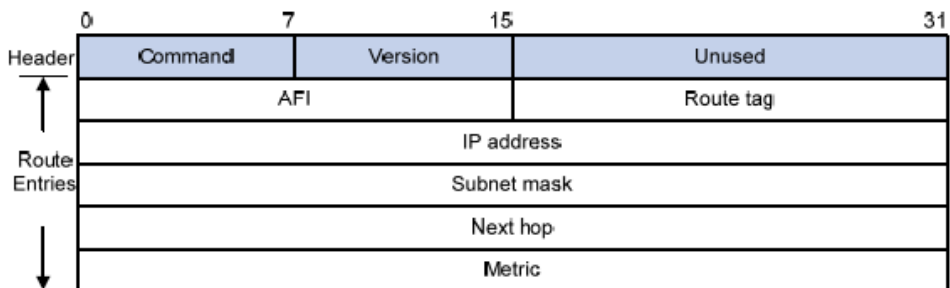 0 7 15 31
Header Command Version Unused
AFI Route tag
IP address
Route
Entries
Subnet mask
Next hop
Metric